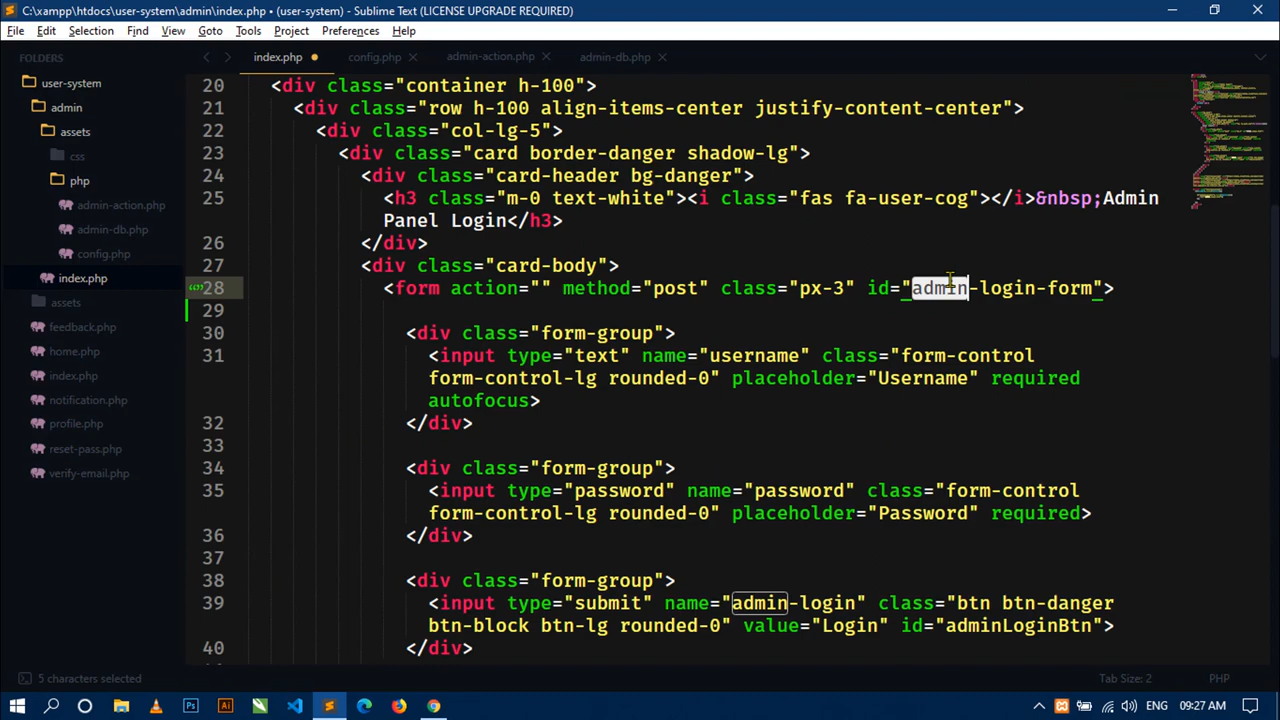 C:\xampp\htdocs\user-system\admin\index.php • (user-system) - Sublime Text (LICENSE UPGRADE REQUIRED)
File Edit Selection Find View Goto Tools Project Preferences Help
FOLDERS
user-system
admin
assets
css
php
admin-action.php
admin-db.php
config.php
index.php
assets
feedback.php
home.php
index.php
notification.php
profile.php
reset-pass.php
verify-email.php
index.php config.php admin-action.php admin-db.php
20 <div class="container h-100">
21 <div class="row h-100 align-items-center justify-content-center">
22 <div class="col-lg-5">
23 <div class="card border-danger shadow-lg">
24 <div class="card-header bg-danger">
25 <h3 class="m-0 text-white"><i class="fas fa-user-cog"></i>&nbsp;Admin
Panel Login</h3>
26 </div>
27 <div class="card-body">
28 <form action="" method="post" class="px-3" id="admin-login-form">
29
30 <div class="form-group">
31 <input type="text" name="username" class="form-control
form-control-lg rounded-0" placeholder="Username" required
autofocus>
32 </div>
33
34 <div class="form-group">
35 <input type="password" name="password" class="form-control
form-control-lg rounded-0" placeholder="Password" required>
36 </div>
37
38 <div class="form-group">
39 <input type="submit" name="admin-login" class="btn btn-danger
btn-block btn-lg rounded-0" value="Login" id="adminLoginBtn">
40 </div>
5 characters selected Tab Size: 2 PHP
Ps Ai ENG 09:27 AM